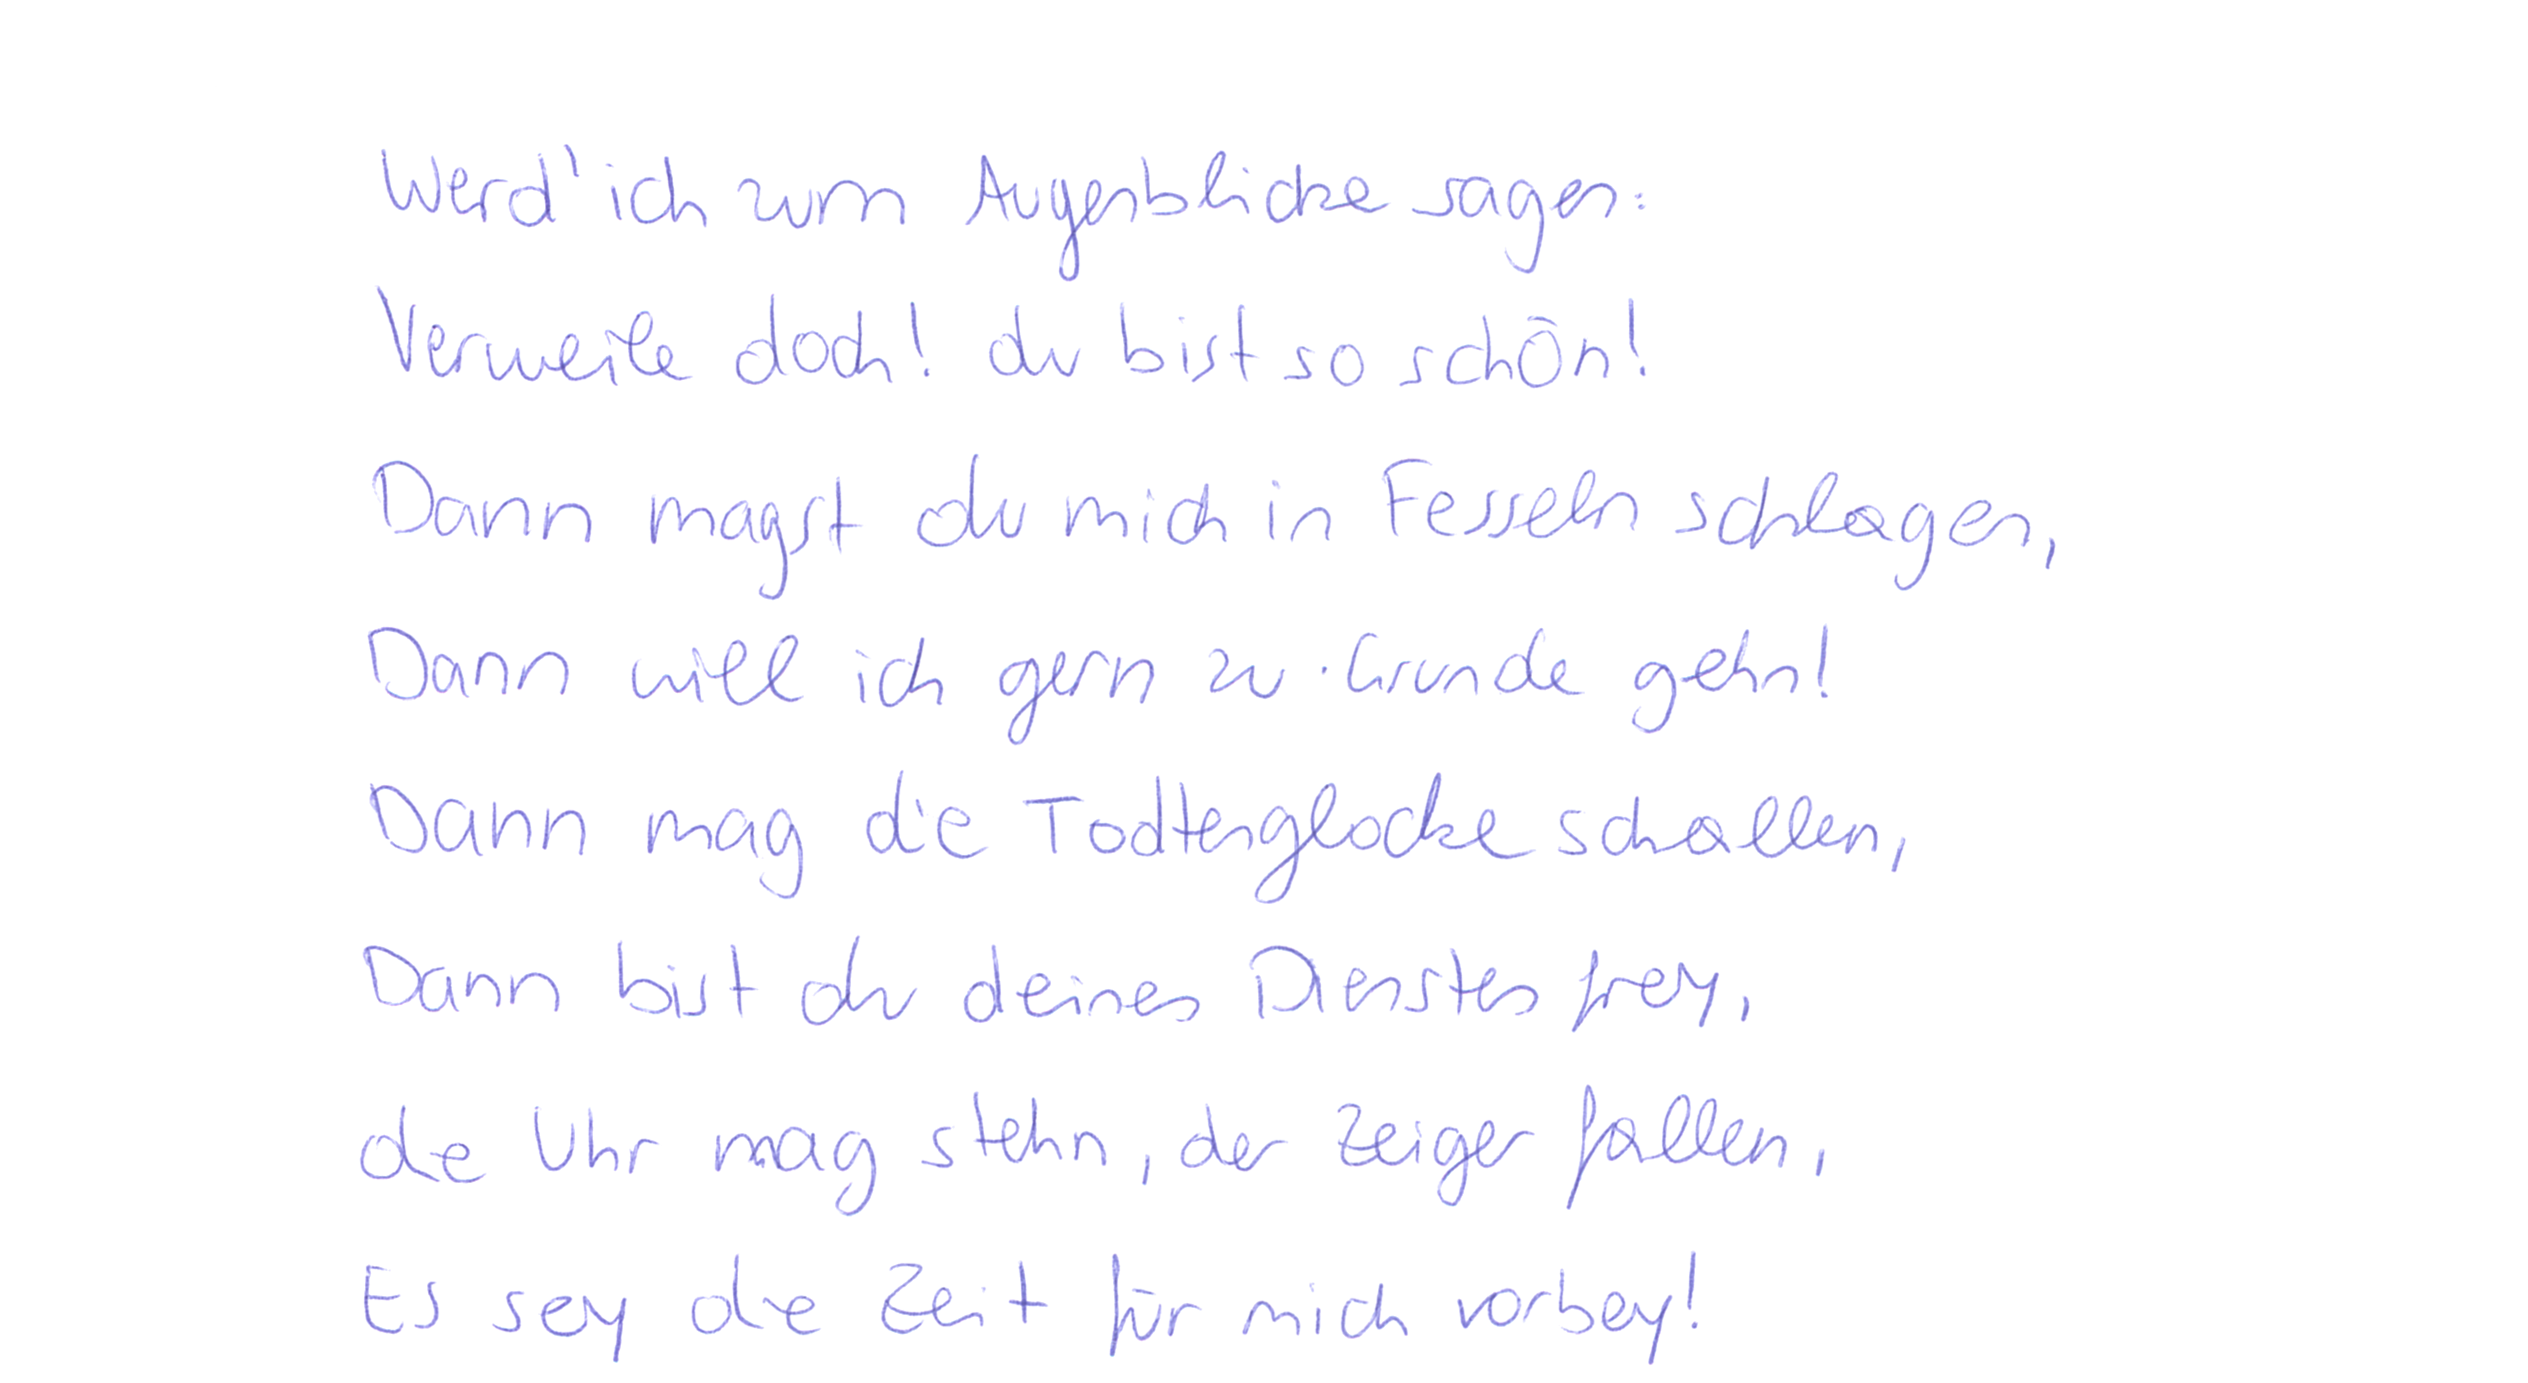 Werd' ich zum Augenblicke sagen:
Verweile doch! du bist so schön!
Dann magst du mich in Fesseln schlagen,
Dann will ich gern zu Grunde gehn!
Dann mag die Todtenglocke schallen,
Dann bist du deines Dienstes frey,
die Uhr mag stehn, der Zeiger fallen,
Es sey die Zeit für mich vorbey!